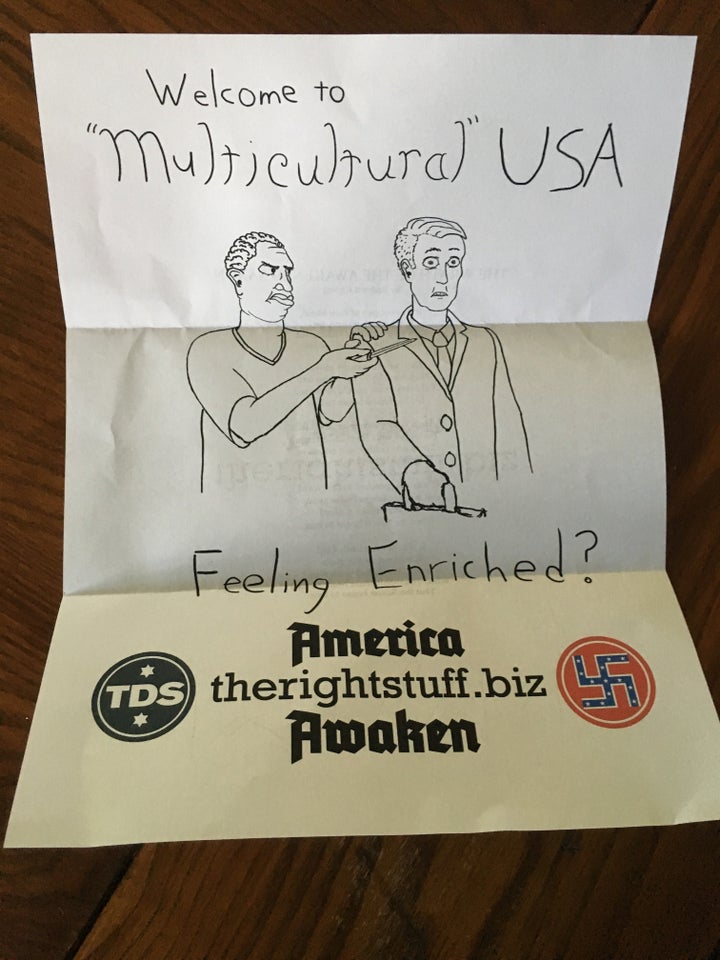 Welcome to
"Multicultural" USA
Feeling Enriched?
America
TDS
therightstuff.biz
Awaken